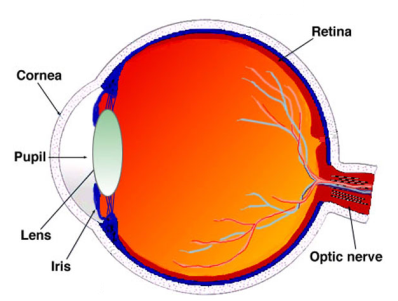 Retina
Cornea
Pupil
Lens
Iris
Optic nerve